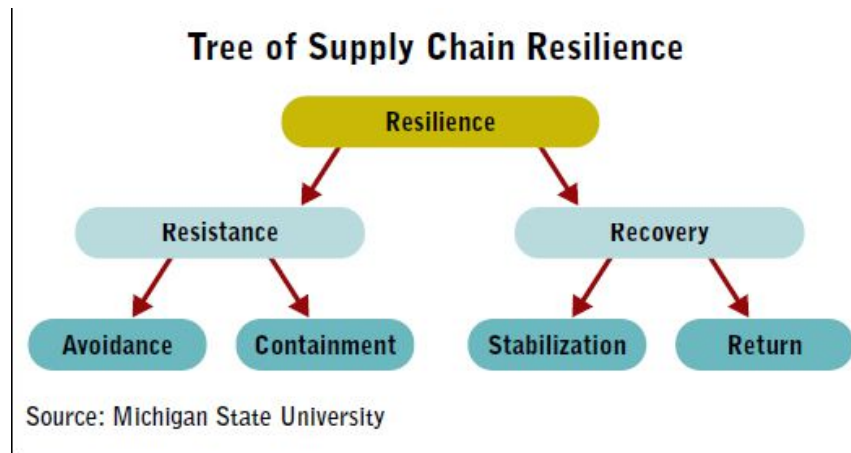 Tree of Supply Chain Resilience
Resilience
Resistance
Recovery
Avoidance
Containment
Stabilization
Return
Source: Michigan State University